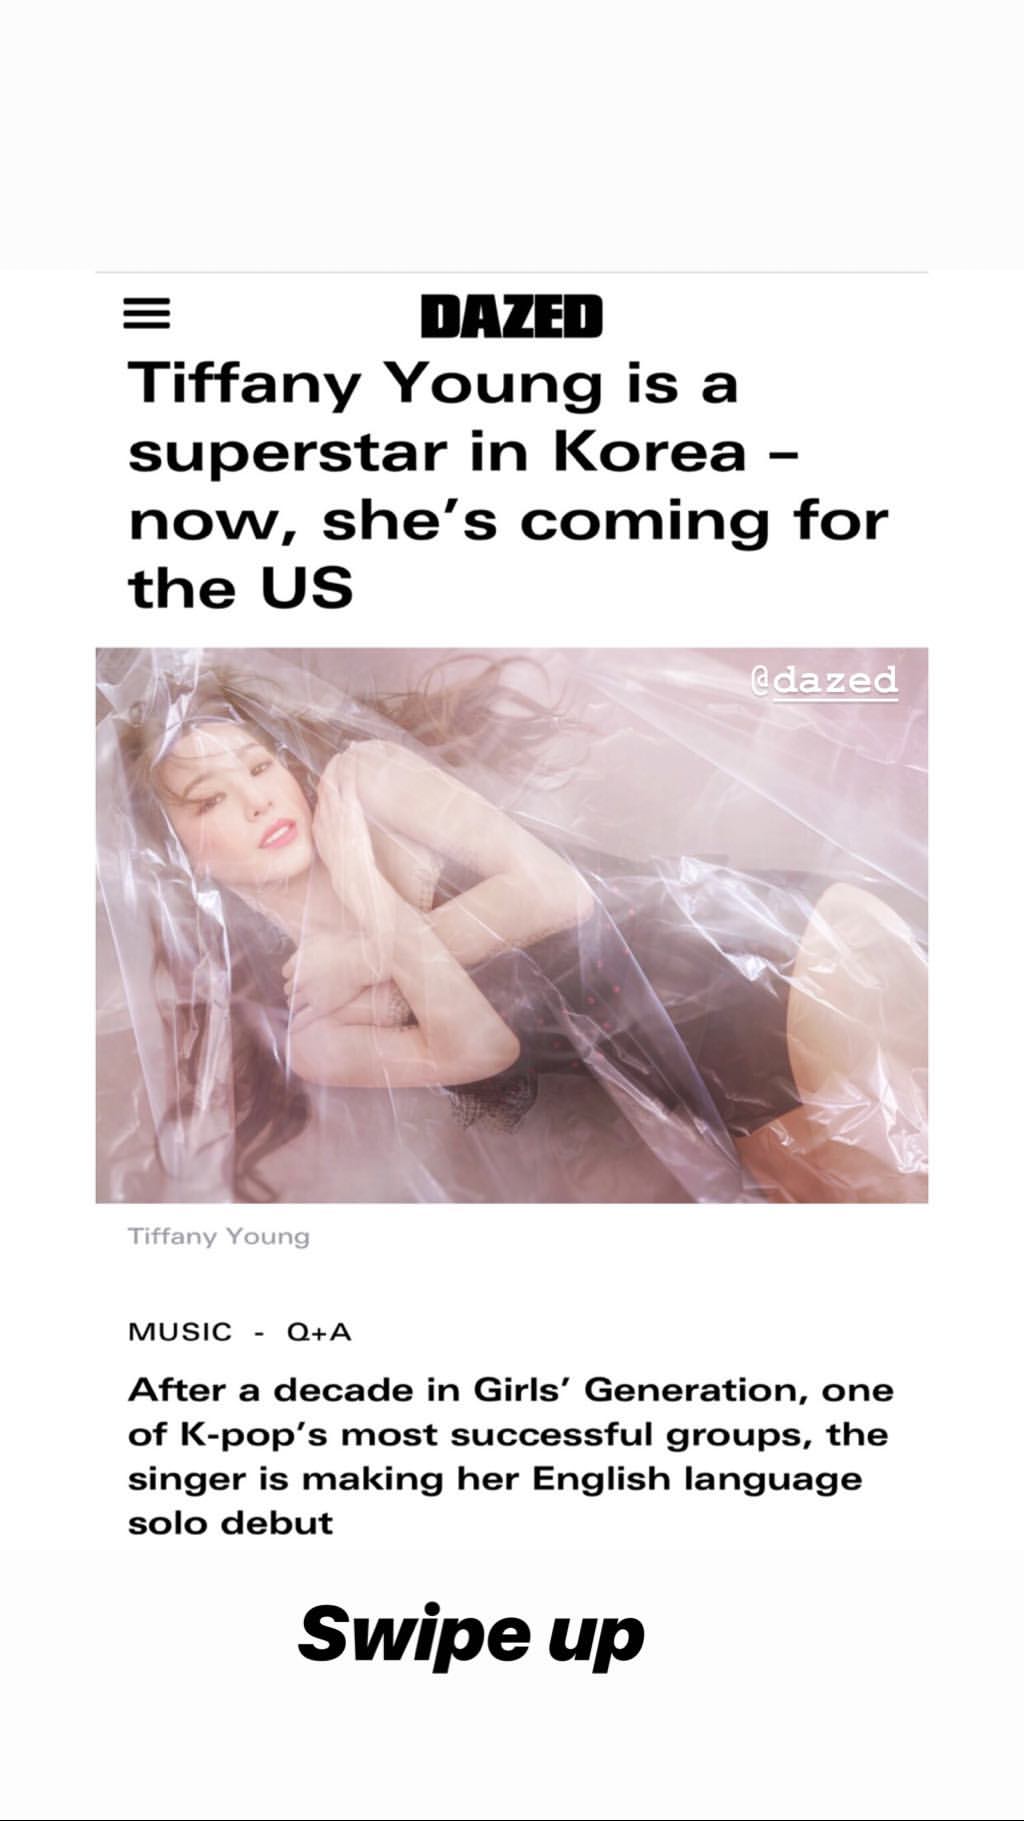 DAZED
Tiffany Young is a
superstar in Korea –
now, she’s coming for
the US
@dazed
Tiffany Young
MUSIC - Q+A
After a decade in Girls’ Generation, one
of K-pop’s most successful groups, the
singer is making her English language
solo debut
Swipe up